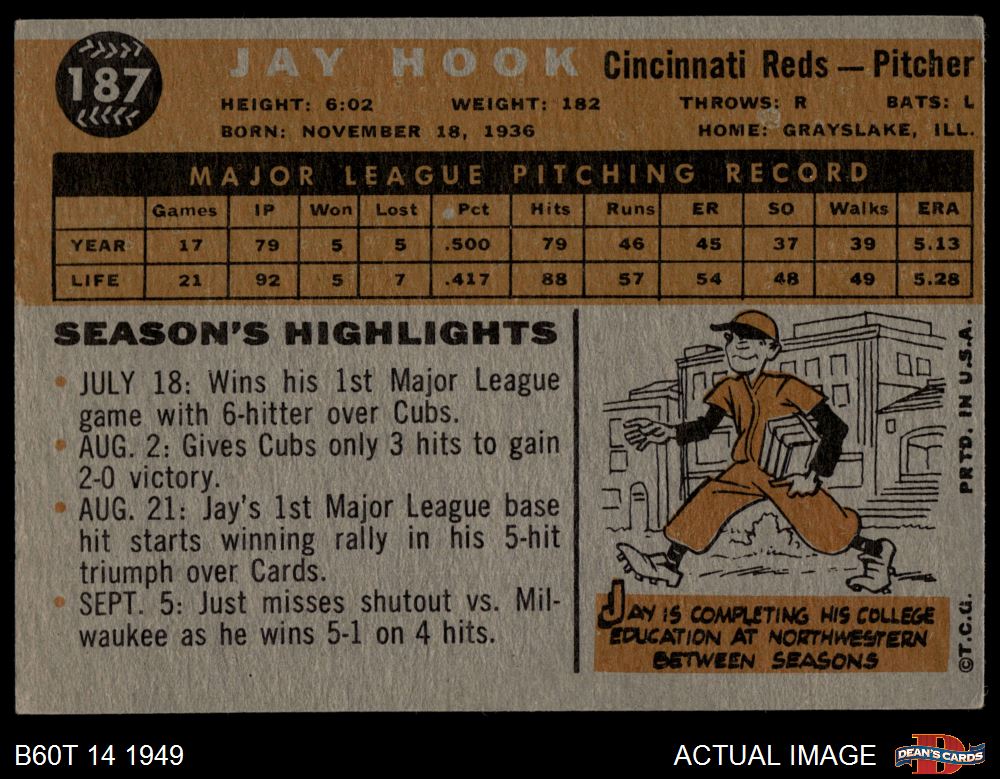 187
JAY HOOK Cincinnati Reds — Pitcher
HEIGHT: 6:02 WEIGHT: 182 THROWS: R BATS: L
BORN: NOVEMBER 18, 1936 HOME: GRAYSLAKE, ILL.
MAJOR LEAGUE PITCHING RECORD
Games IP Won Lost Pct Hits Runs ER SO Walks ERA
YEAR 17 79 5 5 .500 79 46 45 37 39 5.13
LIFE 21 92 5 7 .417 88 57 54 48 49 5.28
SEASON'S HIGHLIGHTS
• JULY 18: Wins his 1st Major League
game with 6-hitter over Cubs.
• AUG. 2: Gives Cubs only 3 hits to gain
2-0 victory.
• AUG. 21: Jay's 1st Major League base
hit starts winning rally in his 5-hit
triumph over Cards.
• SEPT. 5: Just misses shutout vs. Mil-
waukee as he wins 5-1 on 4 hits.
JAY IS COMPLETING HIS COLLEGE
EDUCATION AT NORTHWESTERN
BETWEEN SEASONS
©T.C.G. PRTD. IN U.S.A.
B60T 14 1949 ACTUAL IMAGE
DEAN'S CARDS